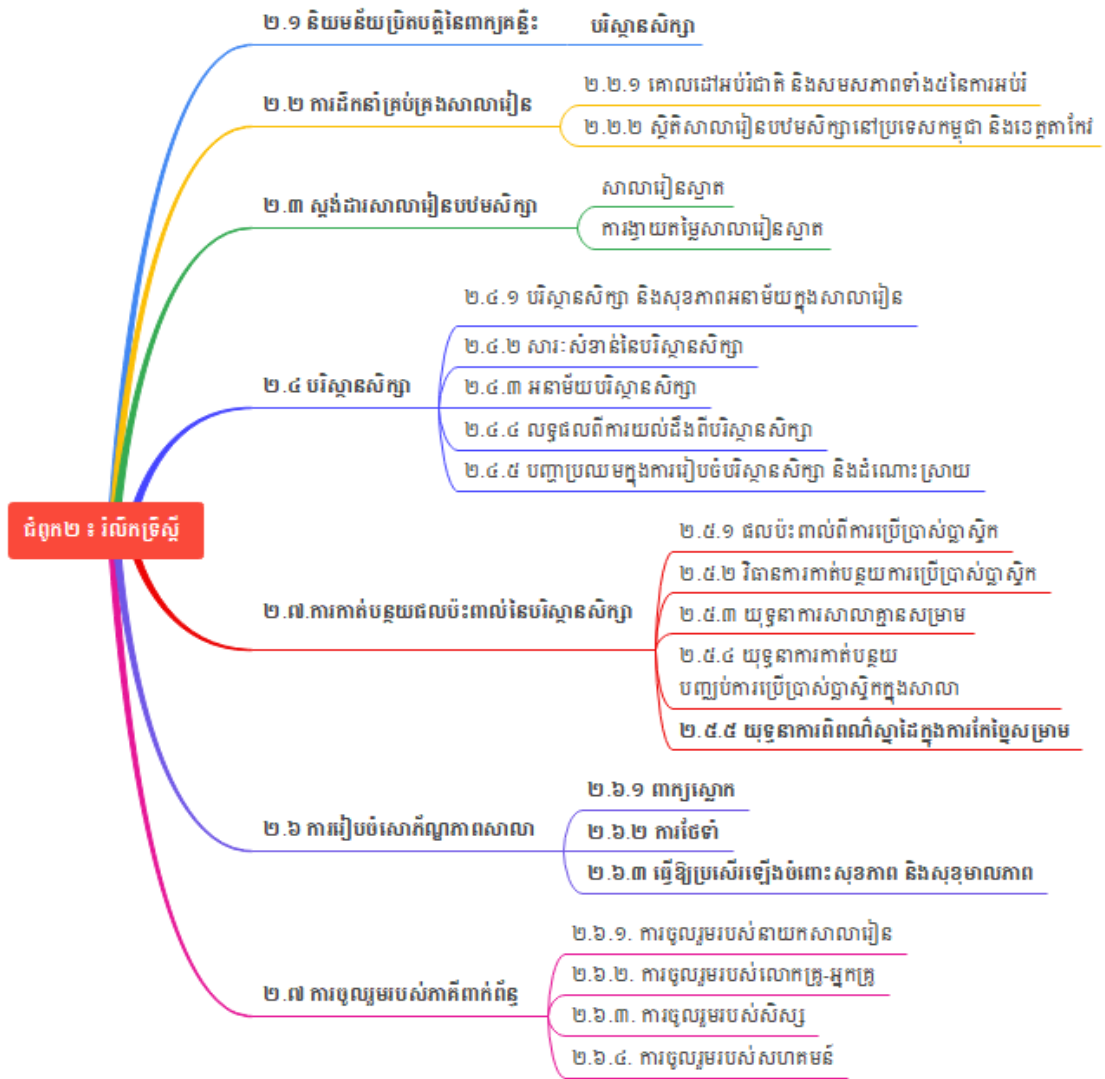 ២.១ និយមន័យប្រតិបត្តិនៃពាក្យគន្លឹះ
បរិស្ថានសិក្សា
២.២ ការដឹកនាំគ្រប់គ្រងសាលារៀន
២.២.១ គោលដៅអប់រំជាតិ និងសមសភាពទាំង៥នៃការអប់រំ
២.២.២ ស្ថិតិសាលារៀនបឋមសិក្សានៅប្រទេសកម្ពុជា និងខេត្តតាកែវ
២.៣ ស្តង់ដារសាលារៀនបឋមសិក្សា
សាលារៀនស្អាត
ការវាយតម្លៃសាលារៀនស្អាត
២.៤ បរិស្ថានសិក្សា
២.៤.១ បរិស្ថានសិក្សា និងសុខភាពអនាម័យក្នុងសាលារៀន
២.៤.២ សារៈសំខាន់នៃបរិស្ថានសិក្សា
២.៤.៣ អនាម័យបរិស្ថានសិក្សា
២.៤.៤ លទ្ធផលពីការយល់ដឹងពីបរិស្ថានសិក្សា
២.៤.៥ បញ្ហាប្រឈមក្នុងការរៀបចំបរិស្ថានសិក្សា និងដំណោះស្រាយ
ជំពូក២ ៖ រំលឹកទ្រឹស្តី
២.៧.ការកាត់បន្ថយផលប៉ះពាល់នៃបរិស្ថានសិក្សា
២.៥.១ ផលប៉ះពាល់ពីការប្រើប្រាស់ប្លាស្ទិក
២.៥.២ វិធានការកាត់បន្ថយការប្រើប្រាស់ប្លាស្ទិក
២.៥.៣ យុទ្ធនាការសាលាគ្មានសម្រាម
២.៥.៤ យុទ្ធនាការកាត់បន្ថយ
បញ្ឈប់ការប្រើប្រាស់ប្លាស្ទិកក្នុងសាលា
២.៥.៥ យុទ្ធនាការពិពណ៌ស្នាដៃក្នុងការកែច្នៃសម្រាម
២.៦ ការរៀបចំសោភ័ណ្ឌភាពសាលា
២.៦.១ ពាក្យស្លោក
២.៦.២ ការថែទាំ
២.៦.៣ ធ្វើឱ្យប្រសើរឡើងចំពោះសុខភាព និងសុខុមាលភាព
២.៧ ការចូលរួមរបស់ភាគីពាក់ព័ន្ធ
២.៦.១. ការចូលរួមរបស់នាយកសាលារៀន
២.៦.២. ការចូលរួមរបស់លោកគ្រូ-អ្នកគ្រូ
២.៦.៣. ការចូលរួមរបស់សិស្ស
២.៦.៤. ការចូលរួមរបស់សហគមន៍